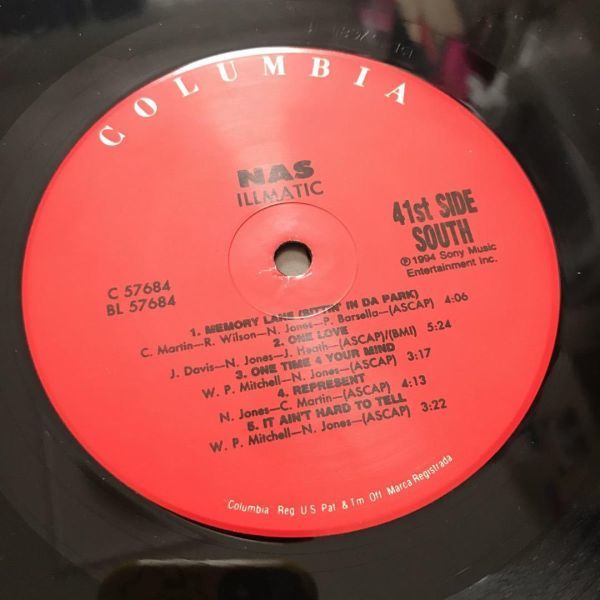 COLUMBIA
NAS
ILLMATIC
41st SIDE
SOUTH
℗ 1994 Sony Music
Entertainment Inc.
C 57684
BL 57684
1. MEMORY LANE (SITTIN' IN DA PARK)
C. Martin—R. Wilson—N. Jones—P. Barsella—(ASCAP) 4:06
2. ONE LOVE
J. Davis—N. Jones—J. Heath—(ASCAP)/(BMI) 5:24
3. ONE TIME 4 YOUR MIND
W. P. Mitchell—N. Jones—(ASCAP) 3:17
4. REPRESENT
N. Jones—C. Martin—(ASCAP) 4:13
5. IT AIN'T HARD TO TELL
W. P. Mitchell—N. Jones—(ASCAP) 3:22
Columbia Reg U S Pat & Tm Off Marca Registrada